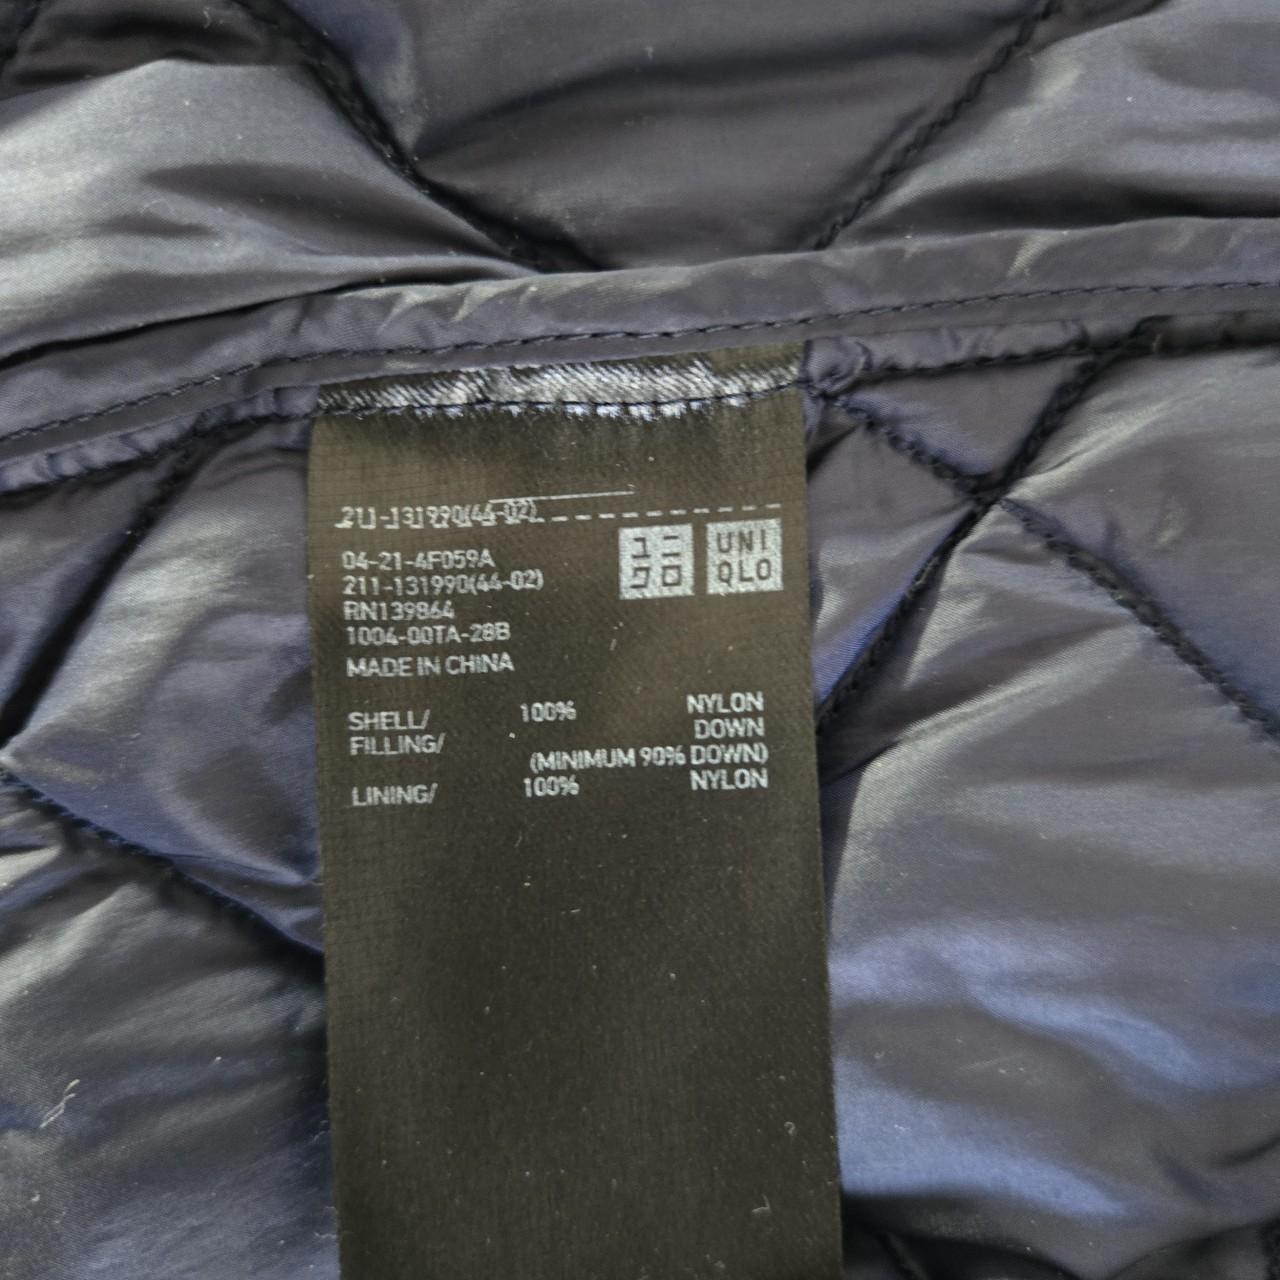 211-131990(44-02)
04-21-4F059A
211-131990(44-02)
RN139864
1004-00TA-28B
MADE IN CHINA
ユニ
クロ
UNI
QLO
SHELL/ 100% NYLON
FILLING/ DOWN
(MINIMUM 90% DOWN)
LINING/ 100% NYLON